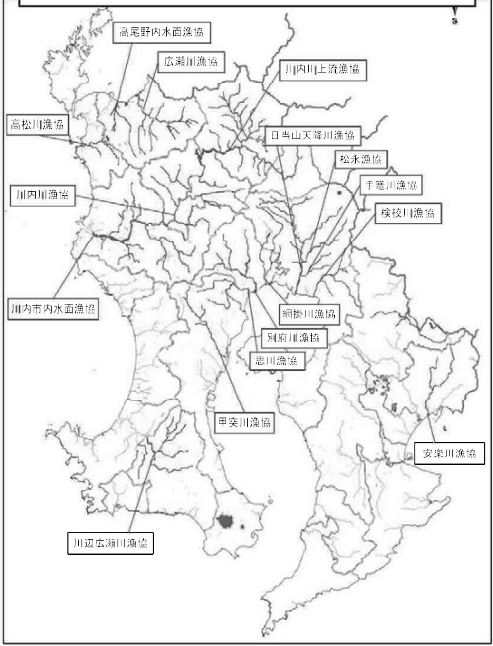 S
高尾野内水面漁協
広瀬川漁協
川内川上流漁協
高松川漁協
日当山天降川漁協
松永漁協
手篭川漁協
検校川漁協
川内川漁協
川内市内水面漁協
網掛川漁協
別府川漁協
思川漁協
甲突川漁協
安楽川漁協
川辺広瀬川漁協